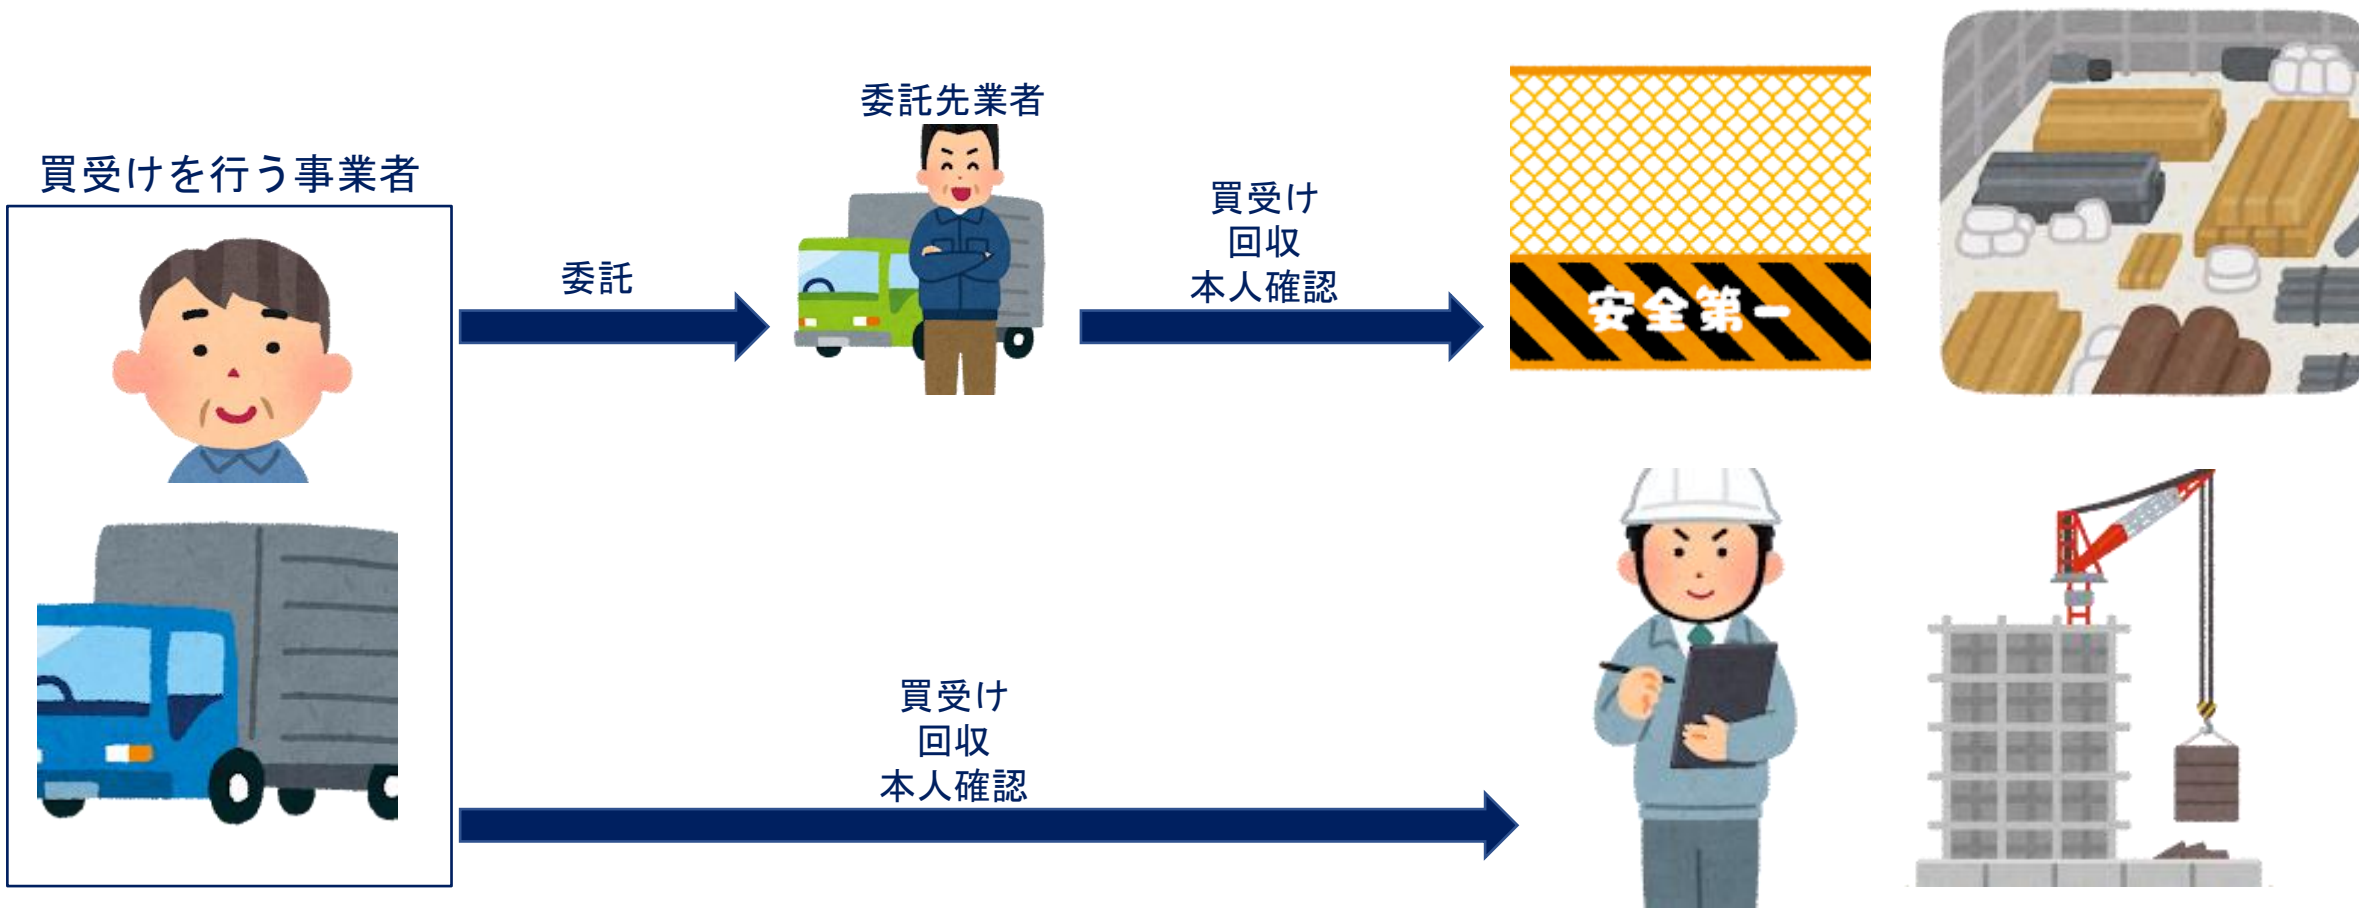 委託先業者
買受けを行う事業者
委託
買受け
回収
本人確認
安全第一
買受け
回収
本人確認